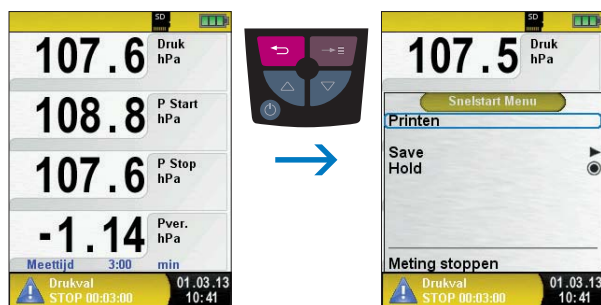 SD
107.6 Druk hPa
108.8 P Start hPa
107.6 P Stop hPa
-1.14 Pver. hPa
Meettijd 3:00 min
Drukval 01.03.13
STOP 00:03:00 10:41
SD
107.5 Druk hPa
Snelstart Menu
Printen
Save
Hold
Meting stoppen
Drukval 01.03.13
STOP 00:03:00 10:41